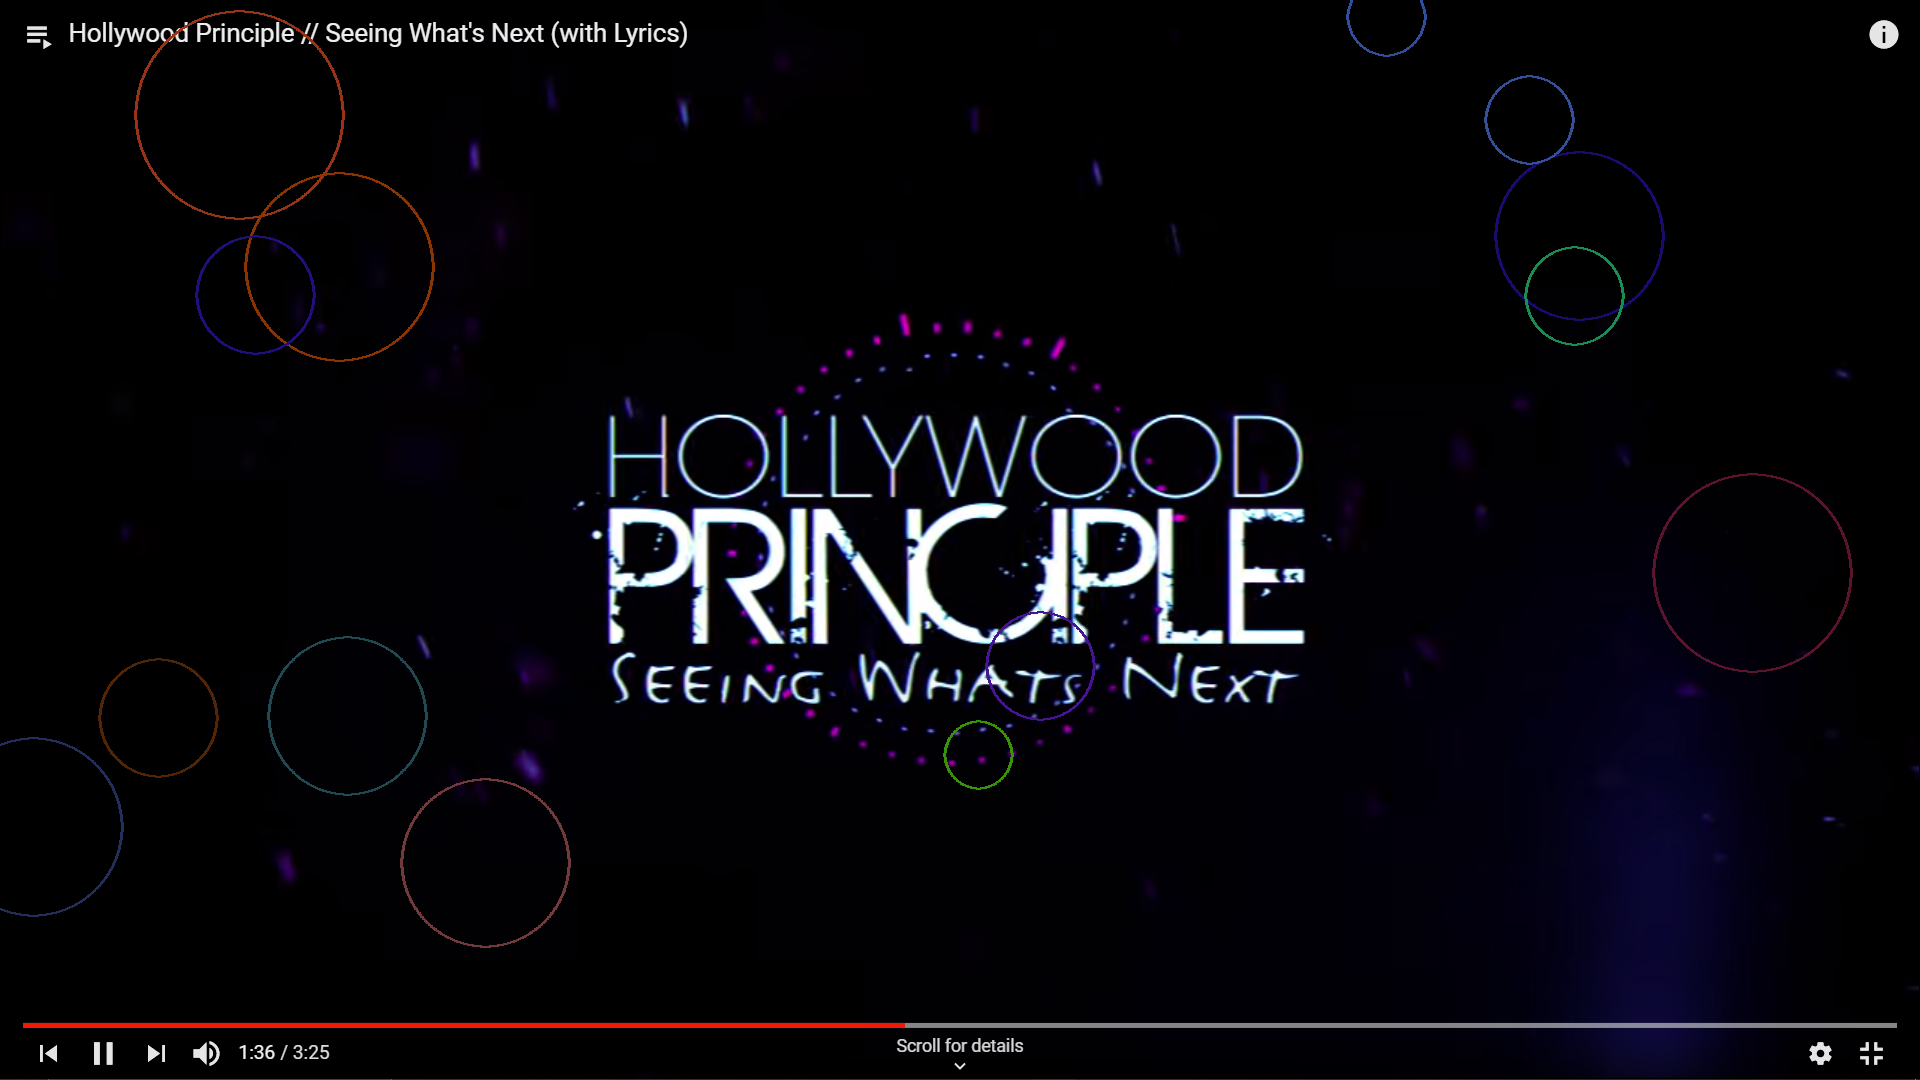 Hollywood Principle // Seeing What's Next (with Lyrics)
HOLLYWOOD
PRINCIPLE
SEEING WHATS NEXT
Scroll for details
1:36 / 3:25